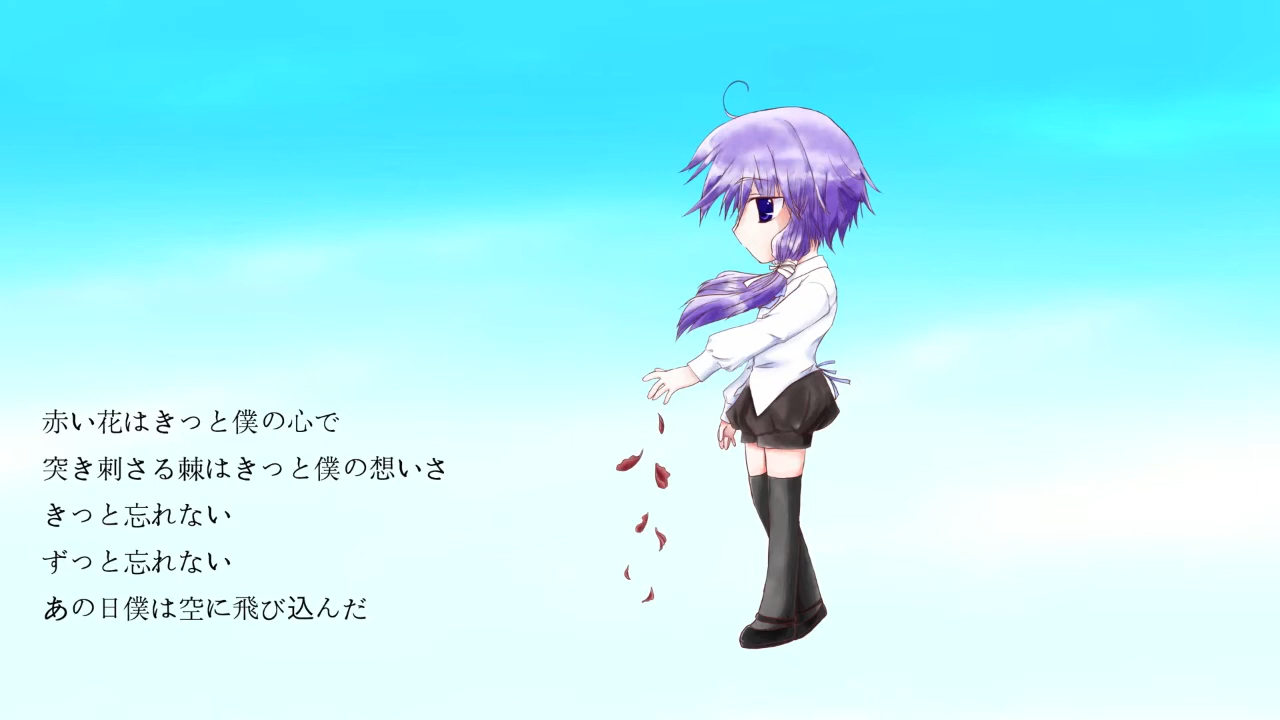 赤い花はきっと僕の心で
突き刺さる棘はきっと僕の想いさ
きっと忘れない
ずっと忘れない
あの日僕は空に飛び込んだ